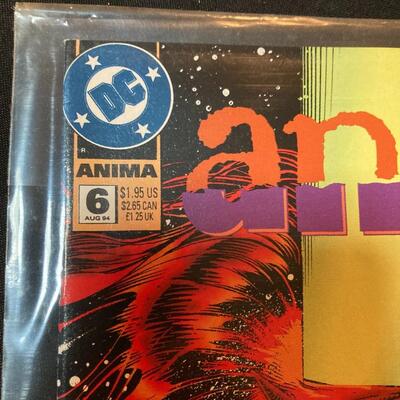 DC
R
ANIMA
6
AUG 94
$1.95 US
$2.65 CAN
£1.25 UK
an